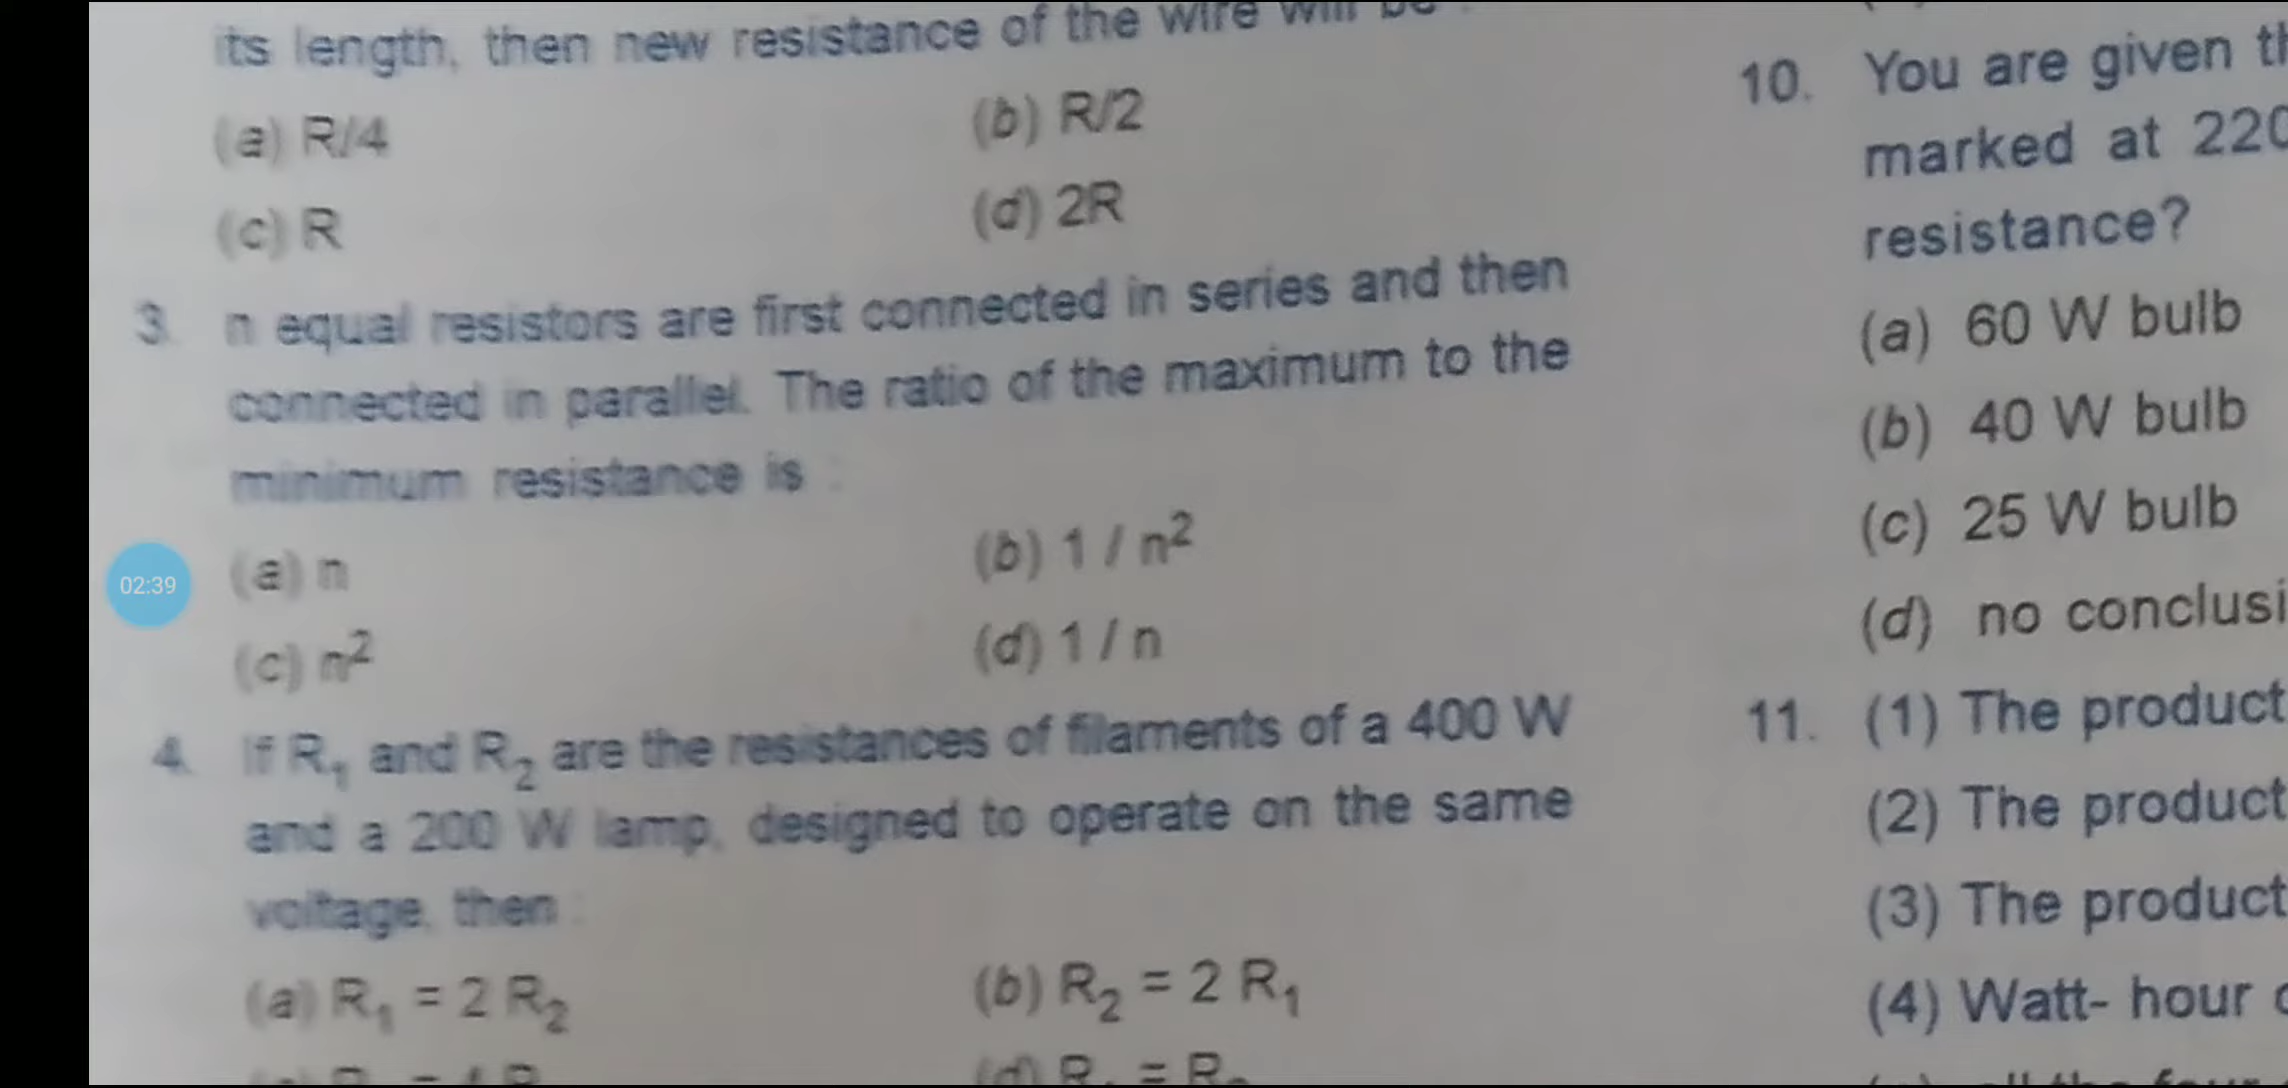 its length, then new resistance of the wire will be :
(a) R/4 (b) R/2
(c) R (d) 2R
3. n equal resistors are first connected in series and then
connected in parallel. The ratio of the maximum to the
minimum resistance is :
(a) n (b) 1 / n²
02:39
(c) n² (d) 1 / n
4. If R₁ and R₂ are the resistances of filaments of a 400 W
and a 200 W lamp, designed to operate on the same
voltage, then :
(a) R₁ = 2 R₂ (b) R₂ = 2 R₁
10. You are given
marked at 220
resistance?
(a) 60 W bulb
(b) 40 W bulb
(c) 25 W bulb
(d) no
11. (1) The product
(2) The product
(3) The product
(4) Watt- hour